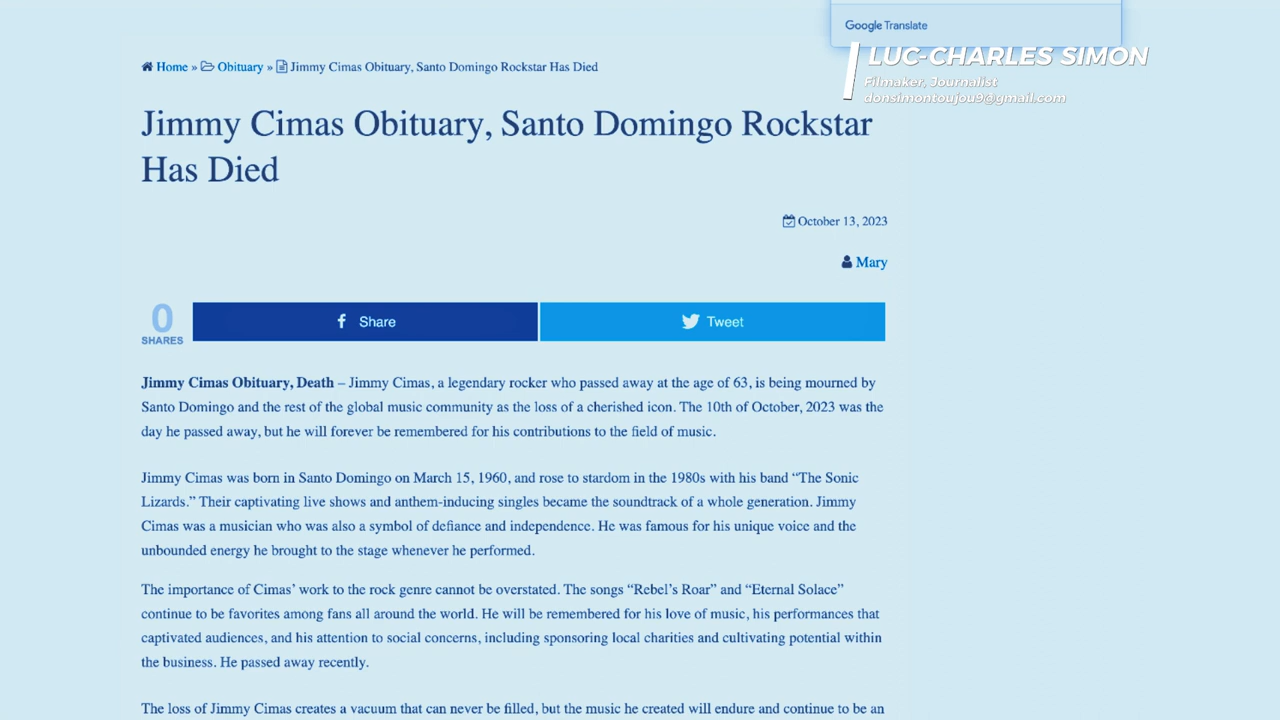 Google Translate
LUC-CHARLES SIMON
Filmaker, Journalist
donsimontoujou9@gmail.com
Home » Obituary » Jimmy Cimas Obituary, Santo Domingo Rockstar Has Died
Jimmy Cimas Obituary, Santo Domingo Rockstar
Has Died
October 13, 2023
Mary
0
SHARES
Share
Tweet
Jimmy Cimas Obituary, Death – Jimmy Cimas, a legendary rocker who passed away at the age of 63, is being mourned by
Santo Domingo and the rest of the global music community as the loss of a cherished icon. The 10th of October, 2023 was the
day he passed away, but he will forever be remembered for his contributions to the field of music.
Jimmy Cimas was born in Santo Domingo on March 15, 1960, and rose to stardom in the 1980s with his band “The Sonic
Lizards.” Their captivating live shows and anthem-inducing singles became the soundtrack of a whole generation. Jimmy
Cimas was a musician who was also a symbol of defiance and independence. He was famous for his unique voice and the
unbounded energy he brought to the stage whenever he performed.
The importance of Cimas’ work to the rock genre cannot be overstated. The songs “Rebel’s Roar” and “Eternal Solace”
continue to be favorites among fans all around the world. He will be remembered for his love of music, his performances that
captivated audiences, and his attention to social concerns, including sponsoring local charities and cultivating potential within
the business. He passed away recently.
The loss of Jimmy Cimas creates a vacuum that can never be filled, but the music he created will endure and continue to be an